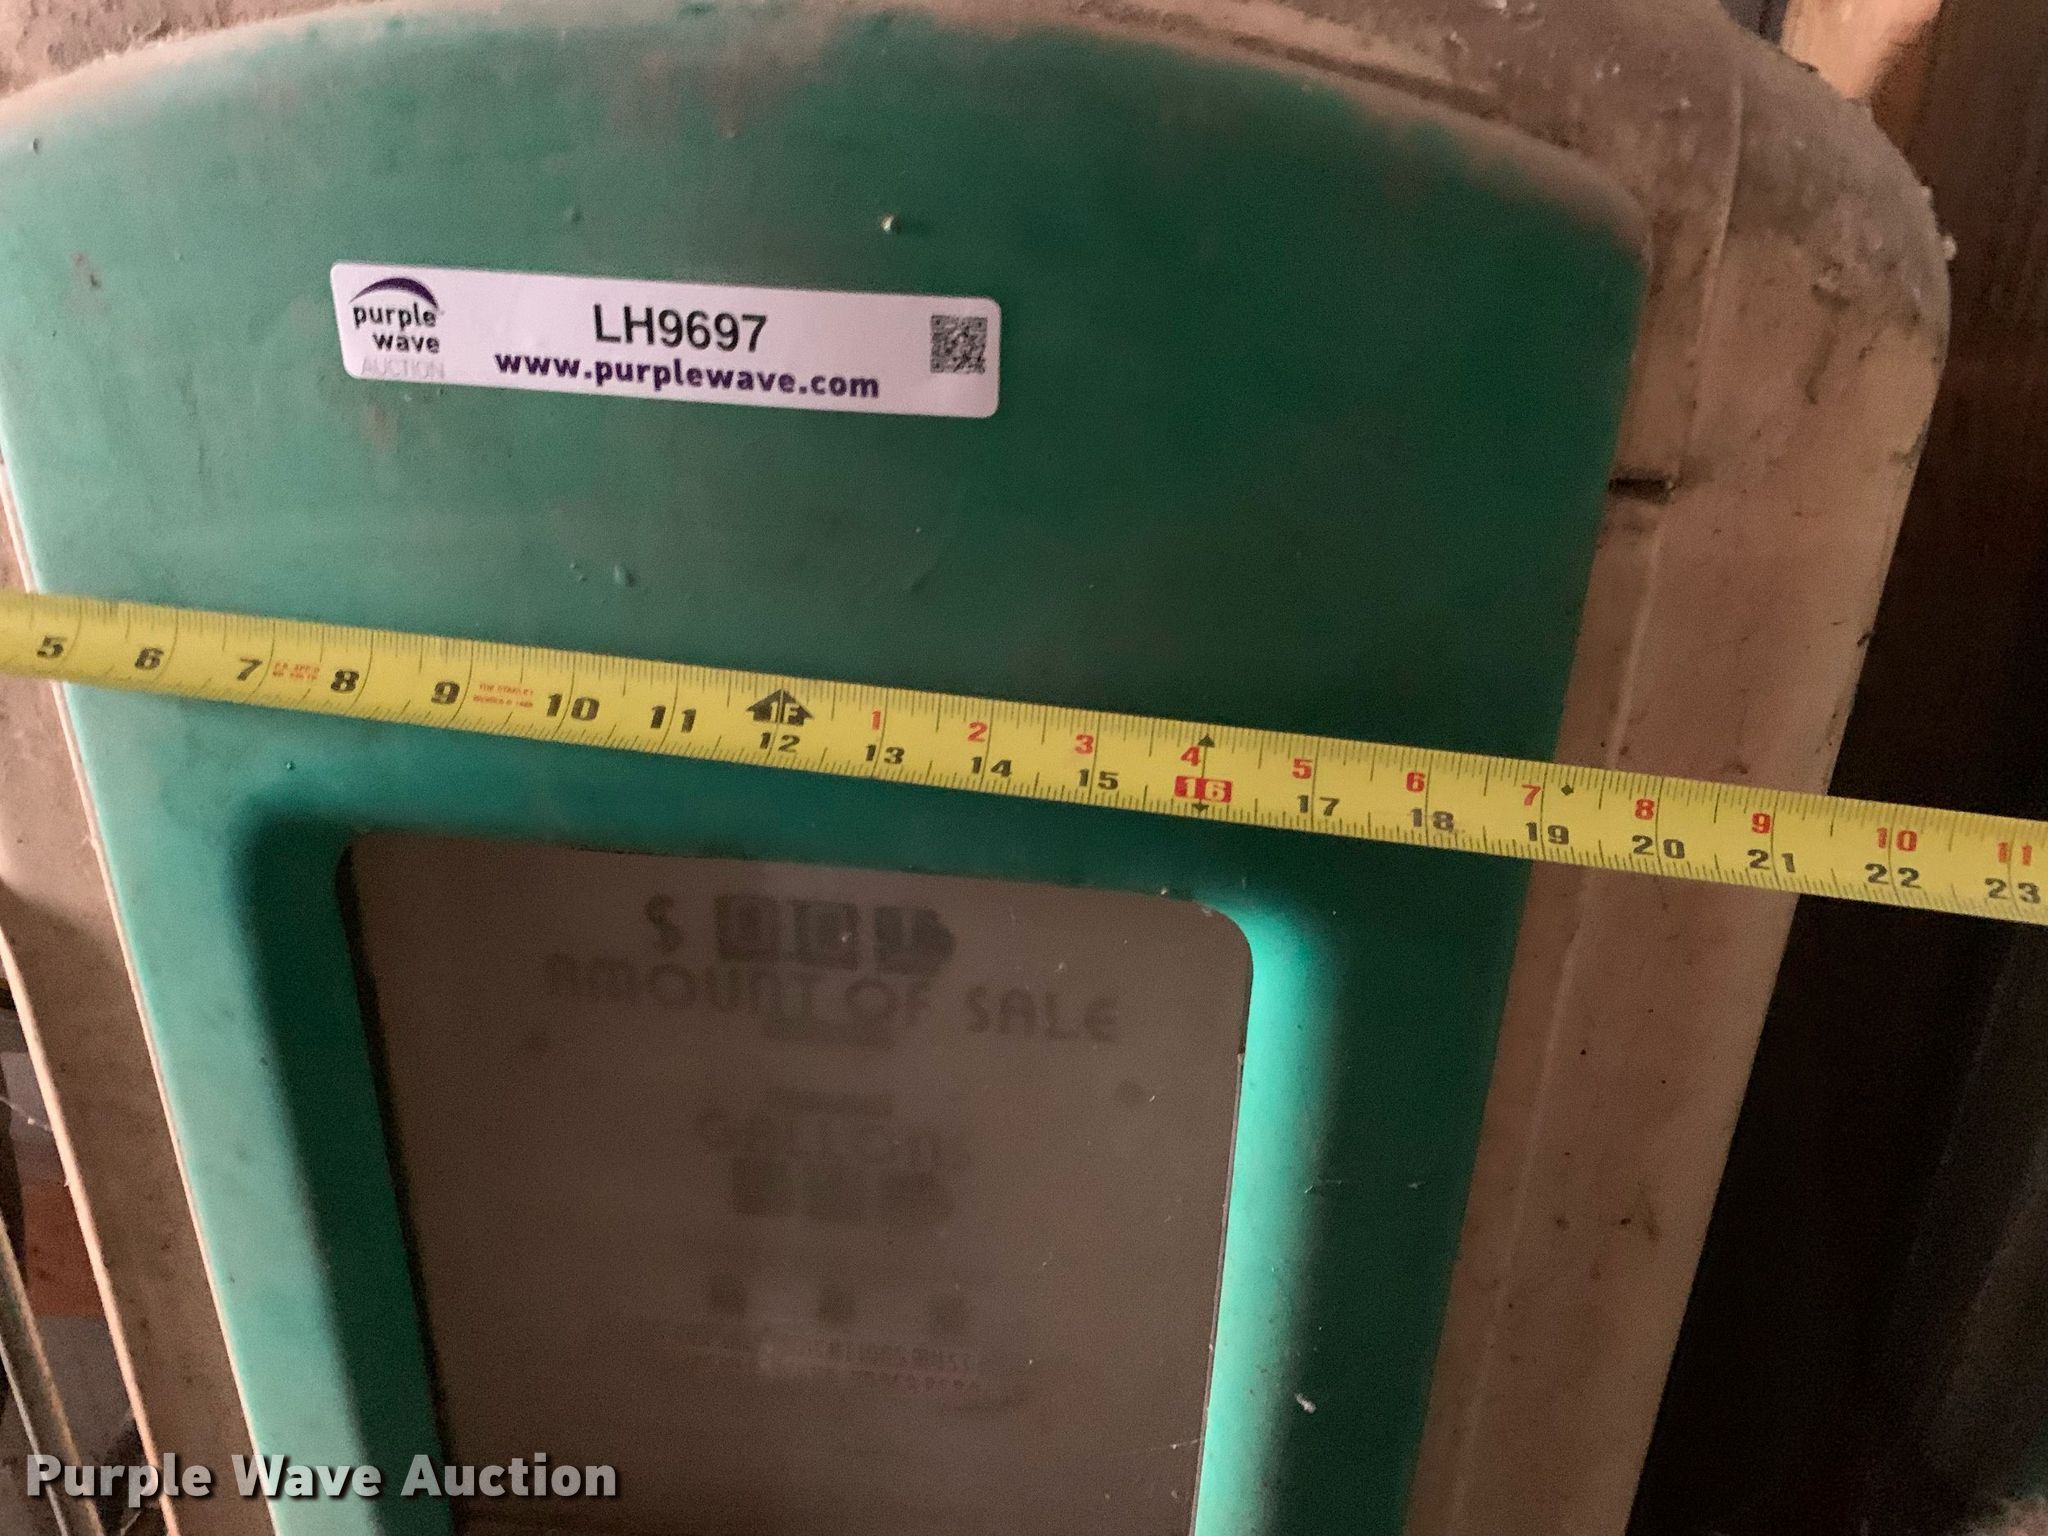 purple
wave
AUCTION
LH9697
www.purplewave.com
1F
1 2 3 4 5 6 7 8 9 10 11
5 6 7 8 9 10 11 12 13 14 15 16 17 18 19 20 21 22 23
$
AMOUNT OF SALE
GALLONS
Purple Wave Auction